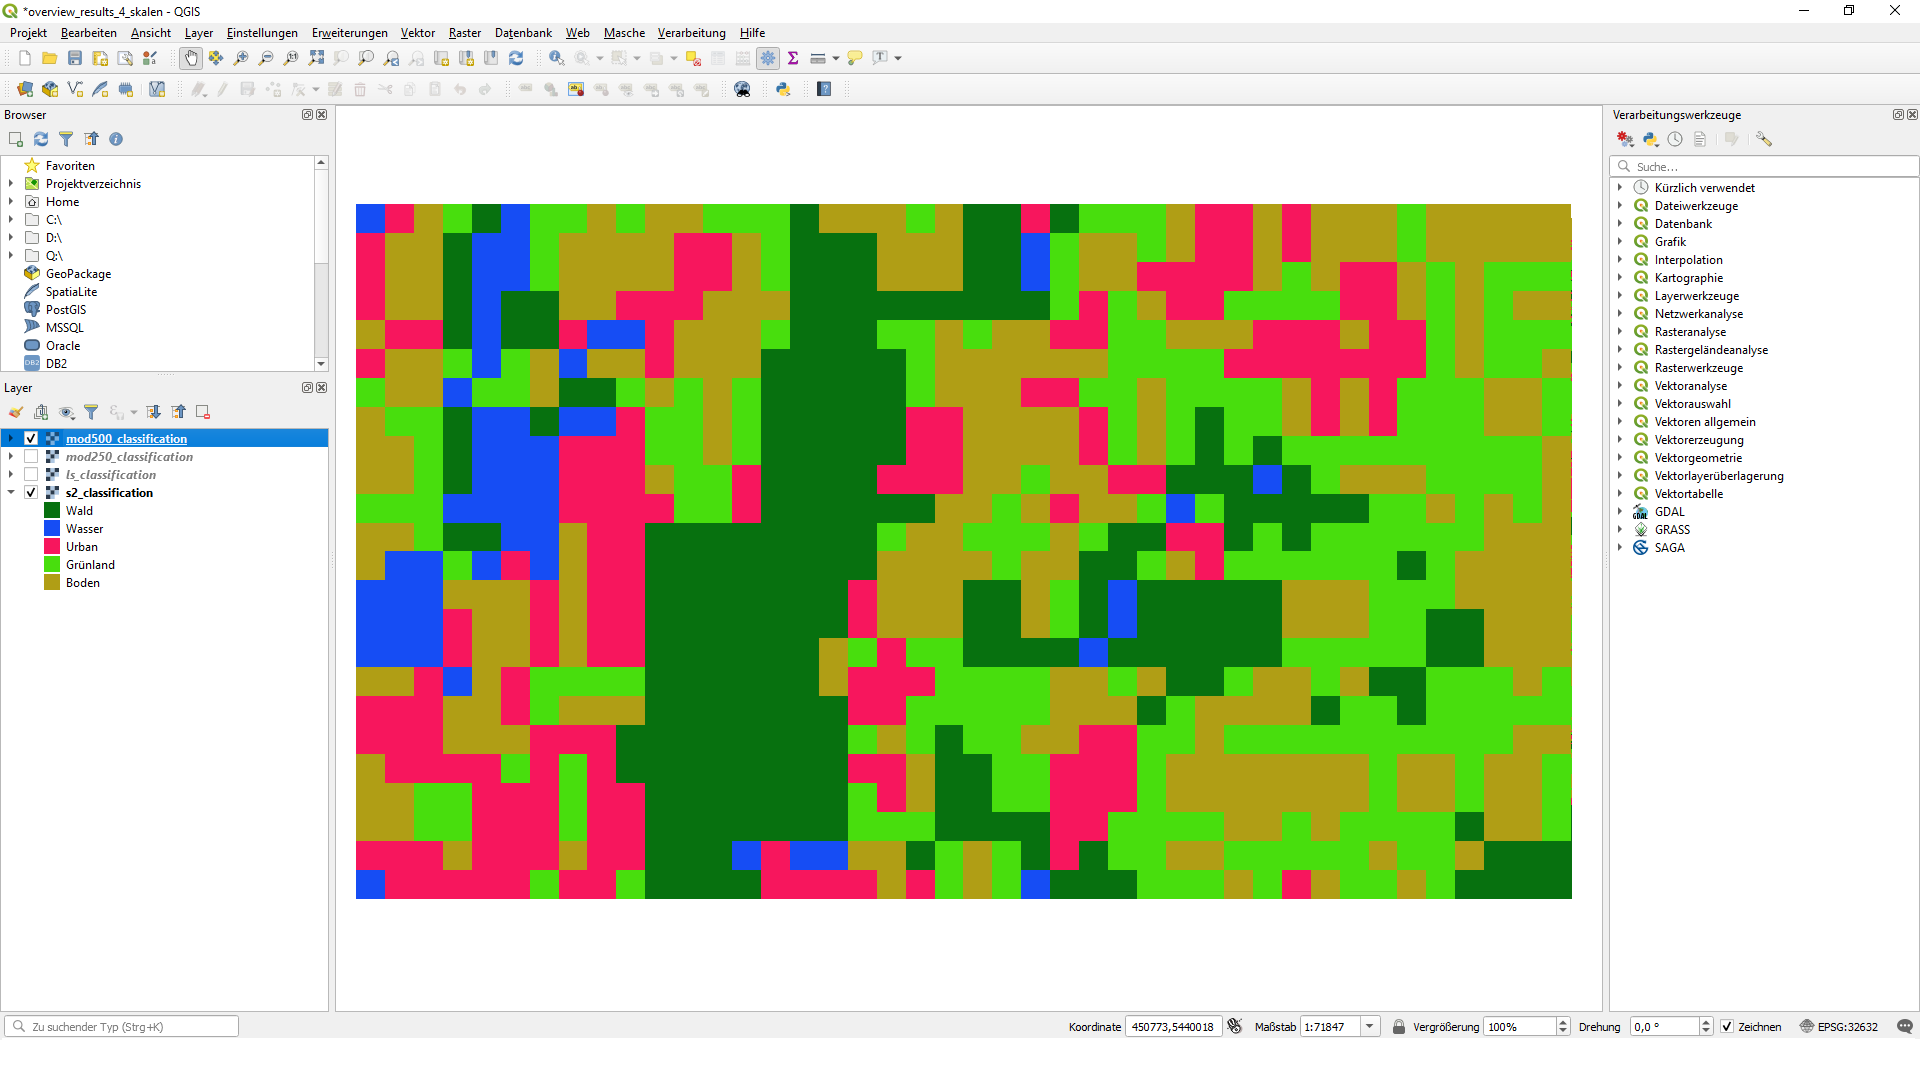 *overview_results_4_skalen - QGIS
Projekt Bearbeiten Ansicht Layer Einstellungen Erweiterungen Vektor Raster Datenbank Web Masche Verarbeitung Hilfe
Browser
Favoriten
Projektverzeichnis
Home
C:\
D:\
Q:\
GeoPackage
SpatiaLite
PostGIS
MSSQL
Oracle
DB2
Layer
mod500_classification
mod250_classification
ls_classification
s2_classification
Wald
Wasser
Urban
Grünland
Boden
Verarbeitungswerkzeuge
Suche...
Kürzlich verwendet
Dateiwerkzeuge
Datenbank
Grafik
Interpolation
Kartographie
Layerwerkzeuge
Netzwerkanalyse
Rasteranalyse
Rastergeländeanalyse
Rasterwerkzeuge
Vektoranalyse
Vektorauswahl
Vektoren allgemein
Vektorerzeugung
Vektorgeometrie
Vektorlayerüberlagerung
Vektortabelle
GDAL
GRASS
SAGA
Zu suchender Typ (Strg+K)
Koordinate 450773,5440018 Maßstab 1:71847 Vergrößerung 100% Drehung 0,0 ° Zeichnen EPSG:32632